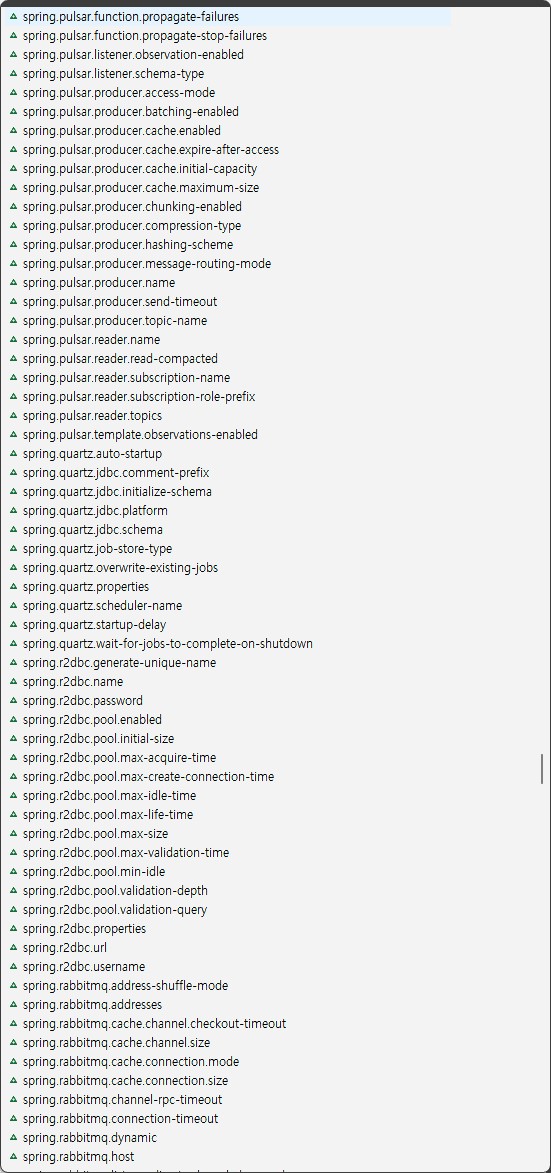 spring.pulsar.function.propagate-failures
spring.pulsar.function.propagate-stop-failures
spring.pulsar.listener.observation-enabled
spring.pulsar.listener.schema-type
spring.pulsar.producer.access-mode
spring.pulsar.producer.batching-enabled
spring.pulsar.producer.cache.enabled
spring.pulsar.producer.cache.expire-after-access
spring.pulsar.producer.cache.initial-capacity
spring.pulsar.producer.cache.maximum-size
spring.pulsar.producer.chunking-enabled
spring.pulsar.producer.compression-type
spring.pulsar.producer.hashing-scheme
spring.pulsar.producer.message-routing-mode
spring.pulsar.producer.name
spring.pulsar.producer.send-timeout
spring.pulsar.producer.topic-name
spring.pulsar.reader.name
spring.pulsar.reader.read-compacted
spring.pulsar.reader.subscription-name
spring.pulsar.reader.subscription-role-prefix
spring.pulsar.reader.topics
spring.pulsar.template.observations-enabled
spring.quartz.auto-startup
spring.quartz.jdbc.comment-prefix
spring.quartz.jdbc.initialize-schema
spring.quartz.jdbc.platform
spring.quartz.jdbc.schema
spring.quartz.job-store-type
spring.quartz.overwrite-existing-jobs
spring.quartz.properties
spring.quartz.scheduler-name
spring.quartz.startup-delay
spring.quartz.wait-for-jobs-to-complete-on-shutdown
spring.r2dbc.generate-unique-name
spring.r2dbc.name
spring.r2dbc.password
spring.r2dbc.pool.enabled
spring.r2dbc.pool.initial-size
spring.r2dbc.pool.max-acquire-time
spring.r2dbc.pool.max-create-connection-time
spring.r2dbc.pool.max-idle-time
spring.r2dbc.pool.max-life-time
spring.r2dbc.pool.max-size
spring.r2dbc.pool.max-validation-time
spring.r2dbc.pool.min-idle
spring.r2dbc.pool.validation-depth
spring.r2dbc.pool.validation-query
spring.r2dbc.properties
spring.r2dbc.url
spring.r2dbc.username
spring.rabbitmq.address-shuffle-mode
spring.rabbitmq.addresses
spring.rabbitmq.cache.channel.checkout-timeout
spring.rabbitmq.cache.channel.size
spring.rabbitmq.cache.connection.mode
spring.rabbitmq.cache.connection.size
spring.rabbitmq.channel-rpc-timeout
spring.rabbitmq.connection-timeout
spring.rabbitmq.dynamic
spring.rabbitmq.host